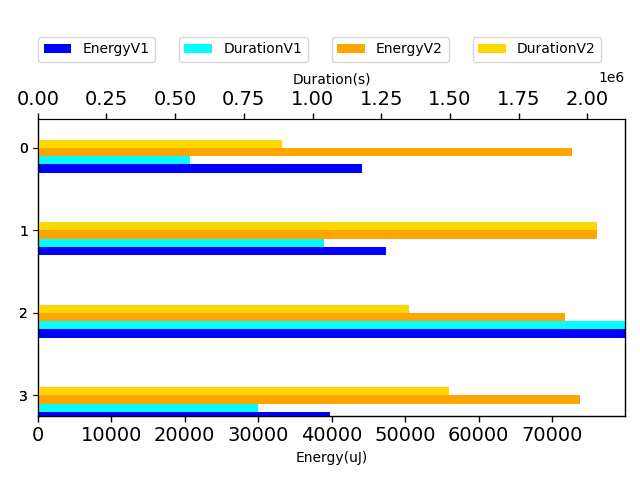 EnergyV1 DurationV1 EnergyV2 DurationV2
Duration(s)
1e6
0.00 0.25 0.50 0.75 1.00 1.25 1.50 1.75 2.00
0
1
2
3
0 10000 20000 30000 40000 50000 60000 70000
Energy(uJ)